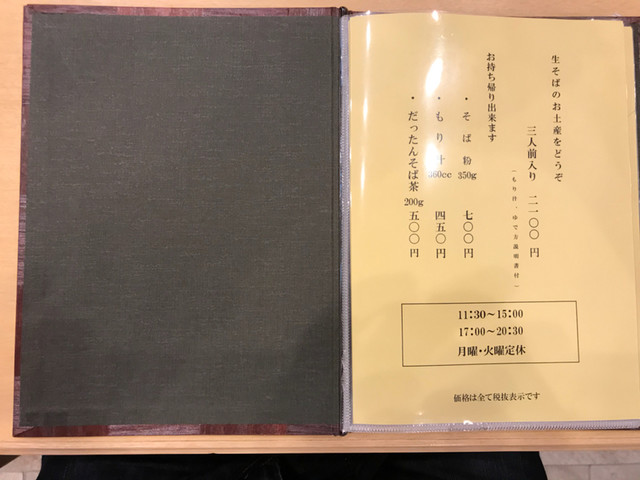 生そばのお土産をどうぞ
三人前入り 二一〇〇円
(もり汁、ゆで方説明書付)
お持ち帰り出来ます
・そば粉 350g 七〇〇円
・もり汁 360cc 四五〇円
・だったんそば茶 200g 五〇〇円
11:30～15:00
17:00～20:30
月曜・火曜定休
価格は全て税抜表示です